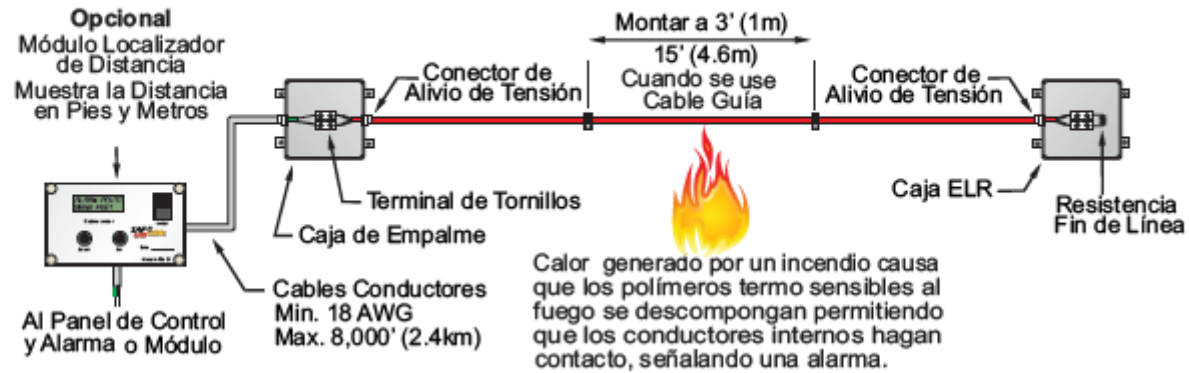 Opcional
Módulo Localizador
de Distancia
Muestra la Distancia
en Pies y Metros
Conector de
Alivio de Tensión
Montar a 3' (1m)
15' (4.6m)
Cuando se use
Cable Guía
Conector de
Alivio de Tensión
Terminal de Tornillos
Caja de Empalme
Caja ELR
Resistencia
Fin de Línea
Cables Conductores
Min. 18 AWG
Max. 8,000' (2.4km)
Al Panel de Control
y Alarma o Módulo
Calor generado por un incendio causa
que los polímeros termo sensibles al
fuego se descompongan permitiendo
que los conductores internos hagan
contacto, señalando una alarma.